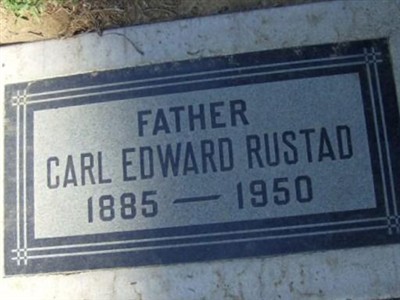 FATHER
CARL EDWARD RUSTAD
1885 — 1950